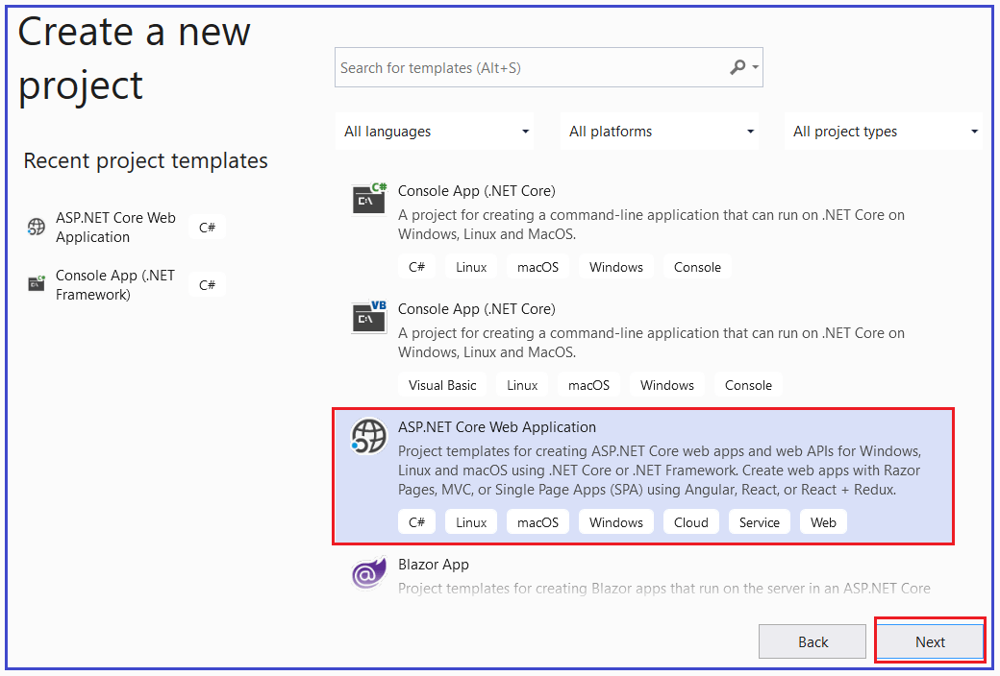 Create a new
project
Recent project templates
ASP.NET Core Web
Application
C#
Console App (.NET
Framework)
C#
Search for templates (Alt+S)
All languages
All platforms
All project types
C#
C:\
Console App (.NET Core)
A project for creating a command-line application that can run on .NET Core on
Windows, Linux and MacOS.
C# Linux macOS Windows Console
VB
C:\
Console App (.NET Core)
A project for creating a command-line application that can run on .NET Core on
Windows, Linux and MacOS.
Visual Basic Linux macOS Windows Console
ASP.NET Core Web Application
Project templates for creating ASP.NET Core web apps and web APIs for Windows,
Linux and macOS using .NET Core or .NET Framework. Create web apps with Razor
Pages, MVC, or Single Page Apps (SPA) using Angular, React, or React + Redux.
C# Linux macOS Windows Cloud Service Web
@
Blazor App
Project templates for creating Blazor apps that run on the server in an ASP.NET Core
Back
Next